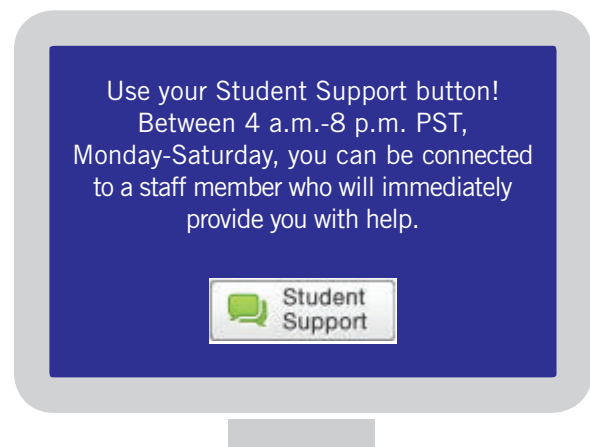 Use your Student Support button!
Between 4 a.m.-8 p.m. PST,
Monday-Saturday, you can be connected
to a staff member who will immediately
provide you with help.
Student
Support